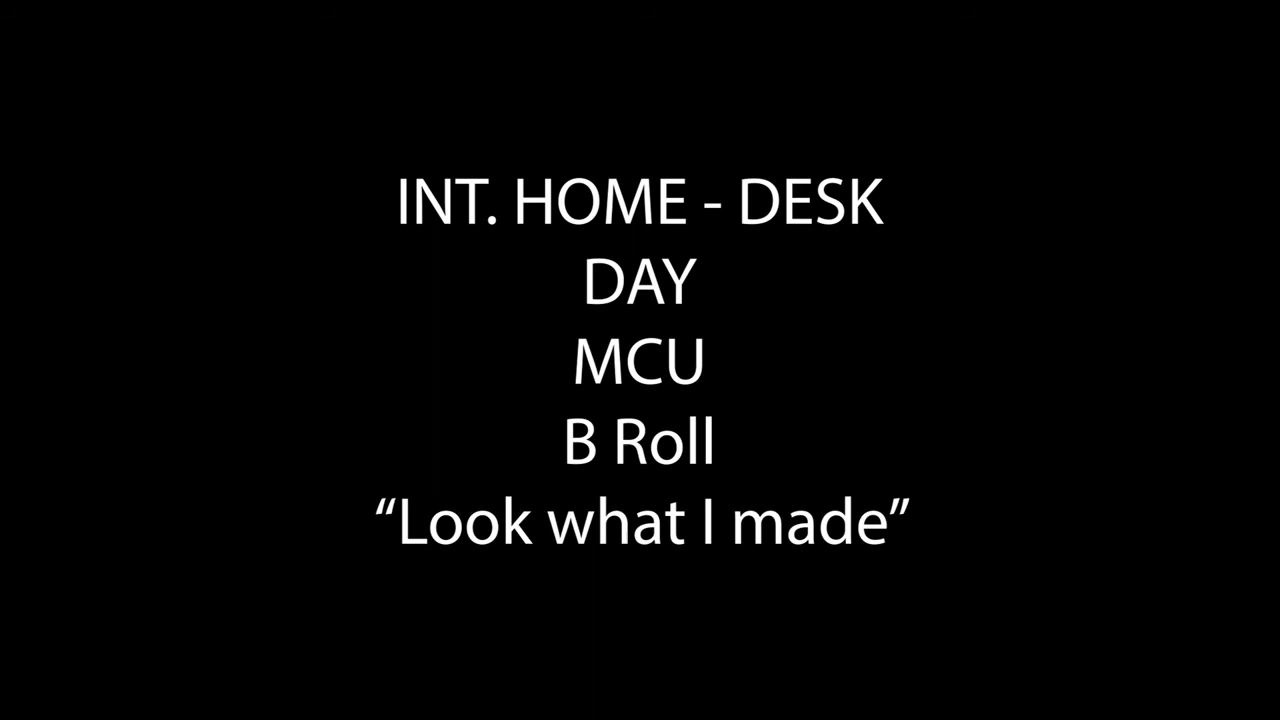 INT. HOME - DESK
DAY
MCU
B Roll
“Look what I made”